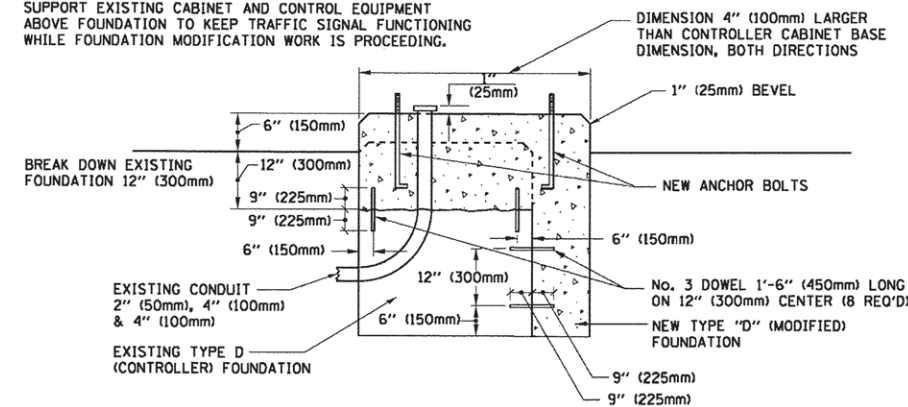 SUPPORT EXISTING CABINET AND CONTROL EQUIPMENT
ABOVE FOUNDATION TO KEEP TRAFFIC SIGNAL FUNCTIONING
WHILE FOUNDATION MODIFICATION WORK IS PROCEEDING.
DIMENSION 4" (100mm) LARGER
THAN CONTROLLER CABINET BASE
DIMENSION, BOTH DIRECTIONS
1"
(25mm)
1" (25mm) BEVEL
6" (150mm)
BREAK DOWN EXISTING
FOUNDATION 12" (300mm)
12" (300mm)
NEW ANCHOR BOLTS
9" (225mm)
9" (225mm)
6" (150mm)
6" (150mm)
12" (300mm)
EXISTING CONDUIT
2" (50mm), 4" (100mm)
& 4" (100mm)
No. 3 DOWEL 1'-6" (450mm) LONG
ON 12" (300mm) CENTER (8 REQ'D)
6" (150mm)
NEW TYPE "D" (MODIFIED)
FOUNDATION
EXISTING TYPE D
(CONTROLLER) FOUNDATION
9" (225mm)
9" (225mm)